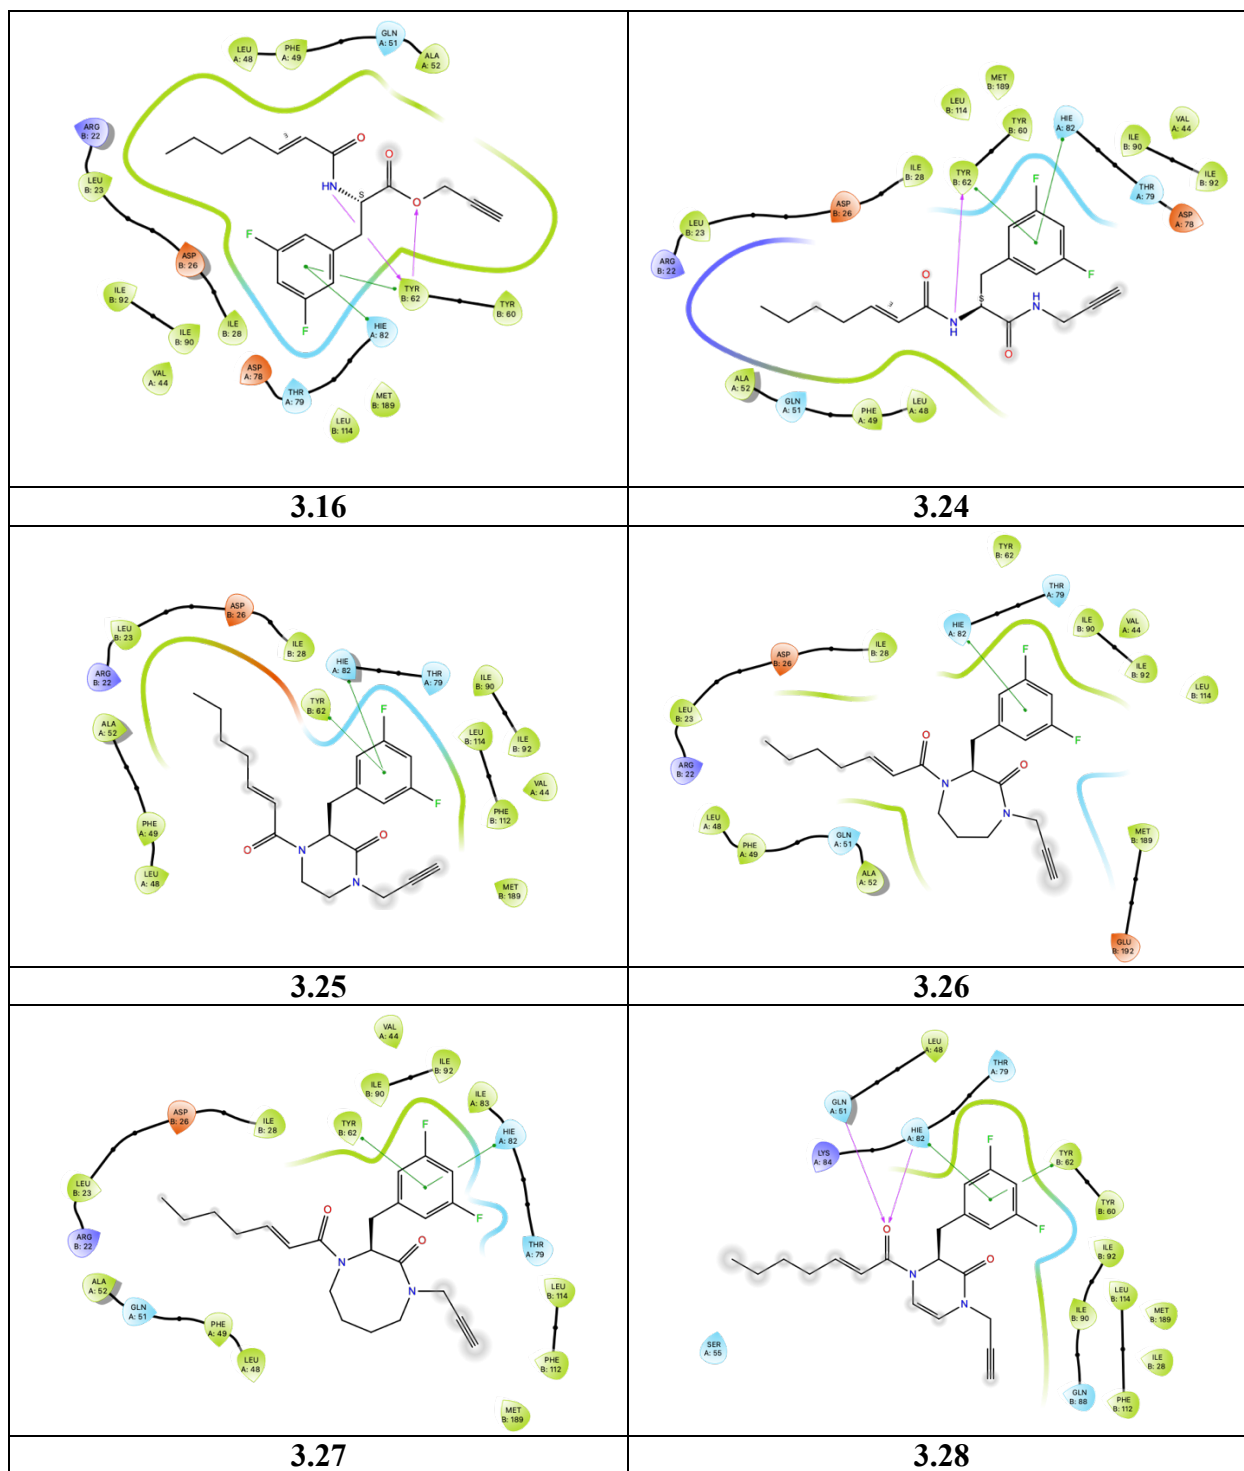 LEU
A: 48
PHE
A: 49
GLN
A: 51
ALA
A: 52
ARG
B: 22
LEU
B: 23
ASP
B: 26
ILE
B: 28
ILE
B: 92
ILE
B: 90
VAL
A: 44
ASP
A: 78
THR
A: 79
HIE
A: 82
TYR
B: 62
TYR
B: 60
MET
B: 189
LEU
B: 114
O
O
O
HN
S
3
F
F
3.16
MET
B: 189
LEU
B: 114
TYR
B: 60
TYR
B: 62
HIE
A: 82
VAL
A: 44
ILE
B: 90
ILE
B: 92
THR
A: 79
ASP
A: 78
ILE
B: 28
ASP
B: 26
LEU
B: 23
ARG
B: 22
ALA
A: 52
GLN
A: 51
PHE
A: 49
LEU
A: 48
F
F
O
3
N
H
S
H
N
O
3.24
ASP
B: 26
LEU
B: 23
ILE
B: 28
ARG
B: 22
HIE
A: 82
THR
A: 79
TYR
B: 62
ILE
B: 90
ILE
B: 92
LEU
B: 114
VAL
A: 44
PHE
B: 112
MET
B: 189
ALA
A: 52
PHE
A: 49
LEU
A: 48
F
F
O
N
O
N
3.25
TYR
B: 62
THR
A: 79
HIE
A: 82
ILE
B: 90
VAL
A: 44
ILE
B: 92
LEU
B: 114
ILE
B: 28
ASP
B: 26
LEU
B: 23
ARG
B: 22
LEU
A: 48
PHE
A: 49
GLN
A: 51
ALA
A: 52
MET
B: 189
GLU
B: 192
F
F
O
O
N
N
3.26
VAL
A: 44
ILE
B: 92
ILE
B: 90
ILE
A: 83
HIE
A: 82
TYR
B: 62
ASP
B: 26
ILE
B: 28
LEU
B: 23
ARG
B: 22
THR
A: 79
ALA
A: 52
GLN
A: 51
PHE
A: 49
LEU
A: 48
LEU
B: 114
PHE
B: 112
MET
B: 189
F
F
O
O
N
N
3.27
LEU
A: 48
THR
A: 79
GLN
A: 51
HIE
A: 82
LYS
A: 84
TYR
B: 62
TYR
B: 60
ILE
B: 92
LEU
B: 114
ILE
B: 90
MET
B: 189
ILE
B: 28
GLN
B: 88
PHE
B: 112
SER
A: 55
F
F
O
O
N
N
3.28